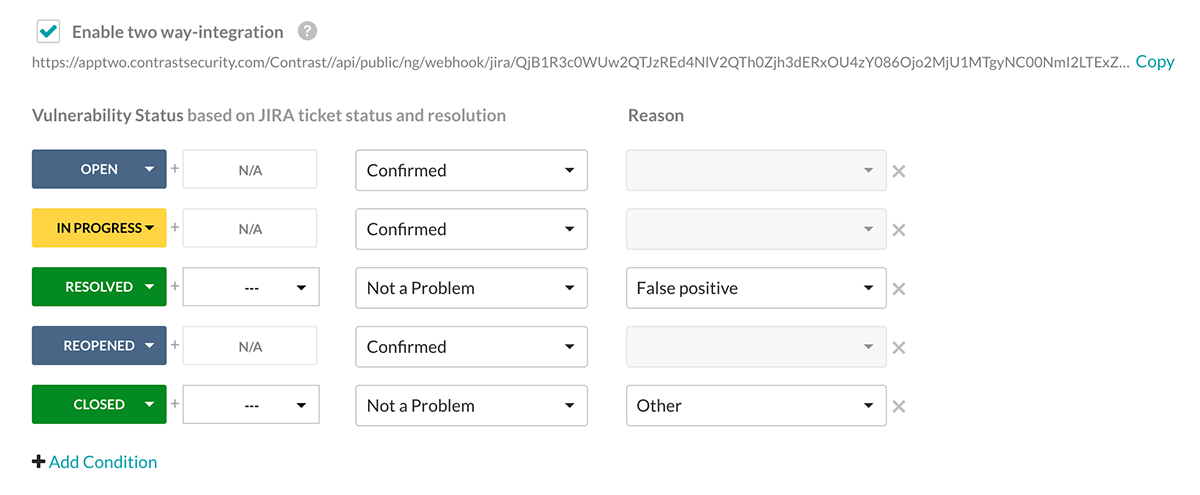 Enable two way-integration ?
https://apptwo.contrastsecurity.com/Contrast//api/public/ng/webhook/jira/QjB1R3c0WUw2QTJzREd4NlV2QTh0Zjh3dERxOU4zY086Ojo2MjU1MTgyNC00NmI2LTExZ... Copy
Vulnerability Status based on JIRA ticket status and resolution Reason
OPEN + N/A Confirmed
IN PROGRESS + N/A Confirmed
RESOLVED + --- Not a Problem False positive
REOPENED + N/A Confirmed
CLOSED + --- Not a Problem Other
+ Add Condition